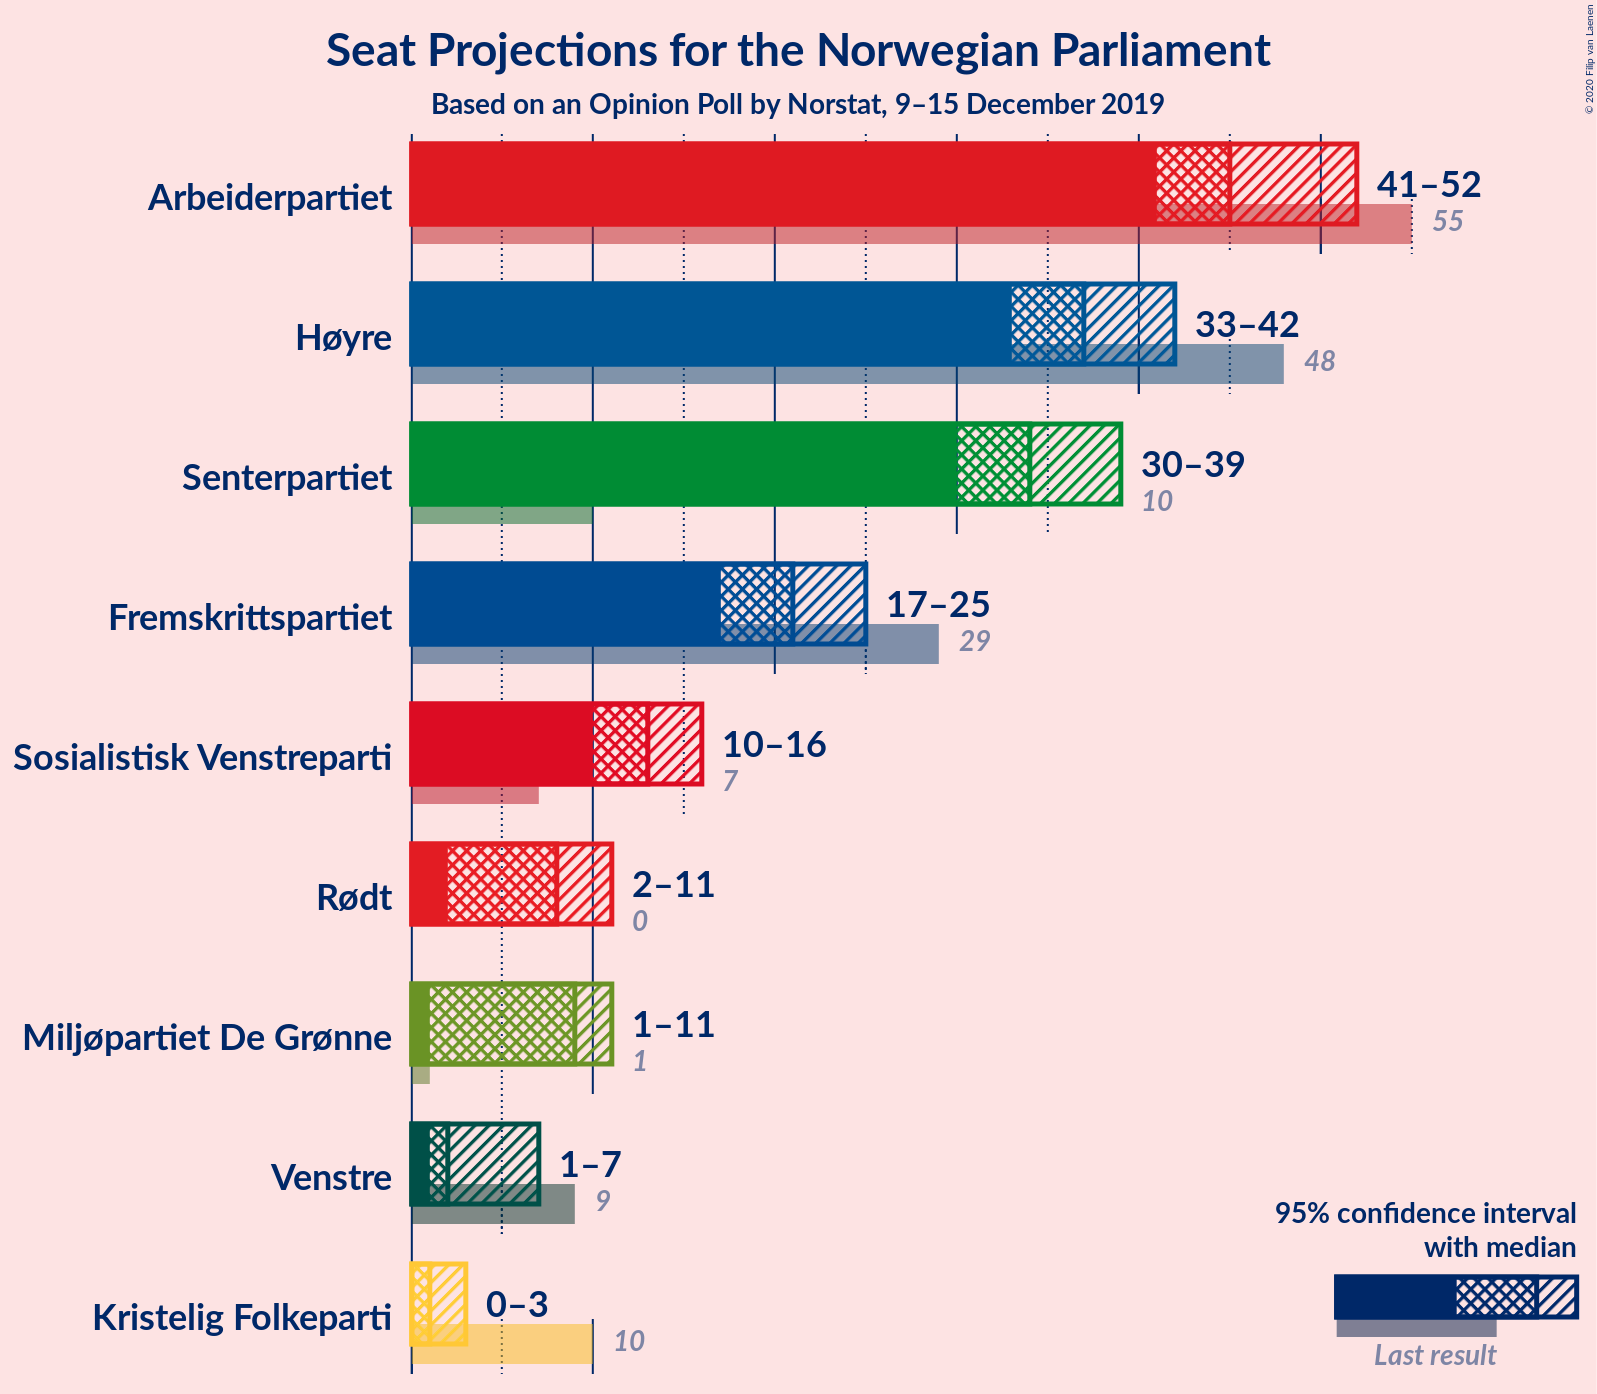 Seat Projections for the Norwegian Parliament
Based on an Opinion Poll by Norstat, 9–15 December 2019
© 2020 Filip van Laenen
Arbeiderpartiet
41–52
55
Høyre
33–42
48
Senterpartiet
30–39
10
Fremskrittspartiet
17–25
29
Sosialistisk Venstreparti
10–16
7
Rødt
2–11
0
Miljøpartiet De Grønne
1–11
1
Venstre
1–7
9
Kristelig Folkeparti
0–3
10
95% confidence interval
with median
Last result